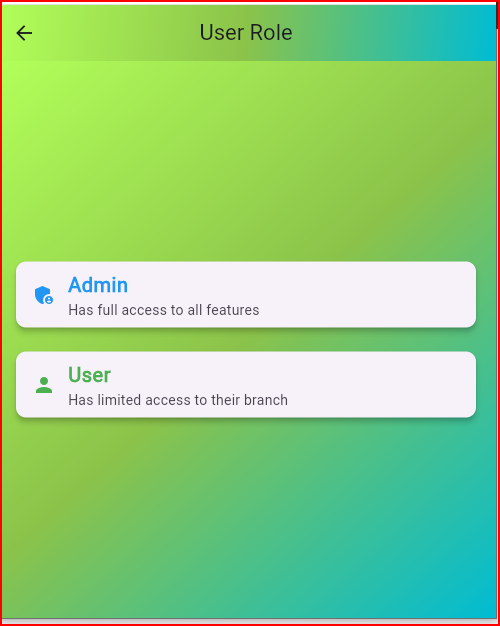 User Role
Admin
Has full access to all features
User
Has limited access to their branch